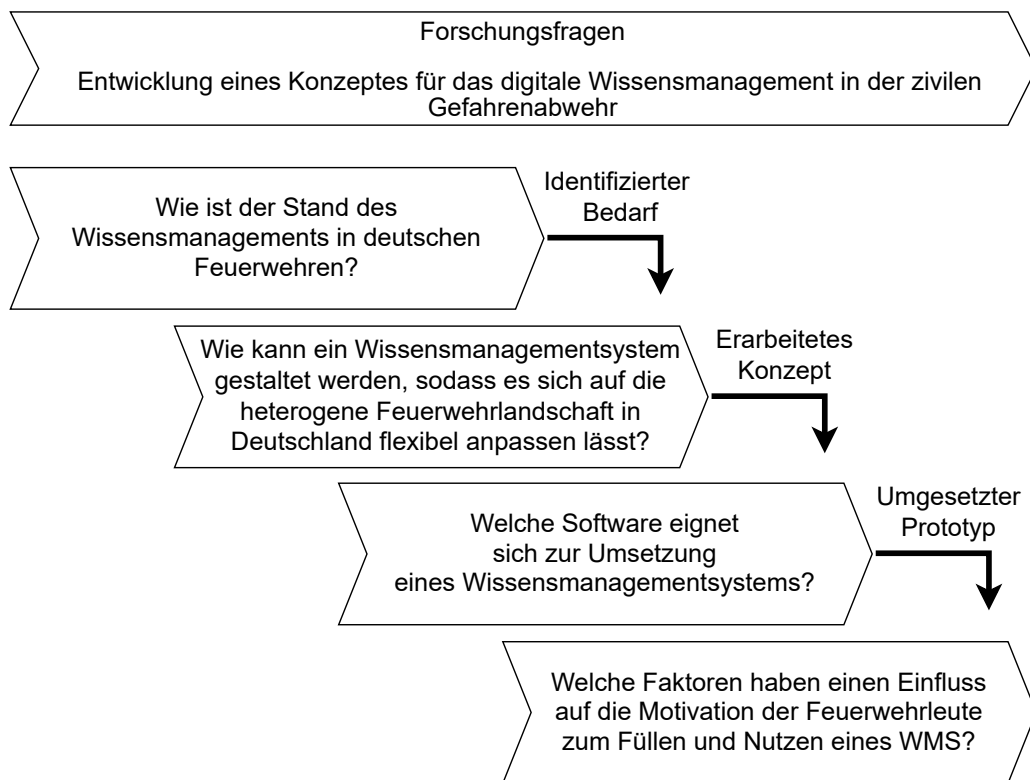 Forschungsfragen
Entwicklung eines Konzeptes für das digitale Wissensmanagement in der zivilen
Gefahrenabwehr
Wie ist der Stand des
Wissensmanagements in deutschen
Feuerwehren?
Identifizierter
Bedarf
Wie kann ein Wissensmanagementsystem
gestaltet werden, sodass es sich auf die
heterogene Feuerwehrlandschaft in
Deutschland flexibel anpassen lässt?
Erarbeitetes
Konzept
Welche Software eignet
sich zur Umsetzung
eines Wissensmanagementsystems?
Umgesetzter
Prototyp
Welche Faktoren haben einen Einfluss
auf die Motivation der Feuerwehrleute
zum Füllen und Nutzen eines WMS?